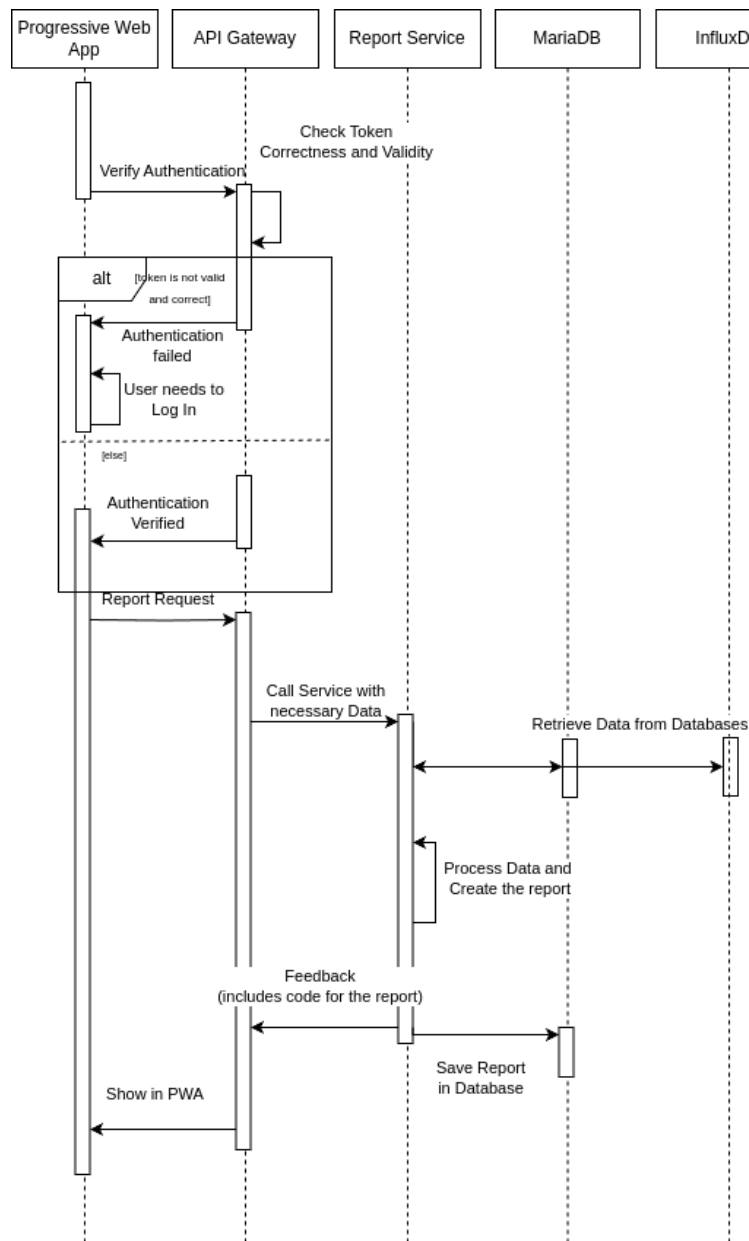 Progressive Web
App
API Gateway
Report Service
MariaDB
InfluxD
Check Token
Correctness and Validity
Verify Authentication
alt
[token is not valid
and correct]
Authentication
failed
User needs to
Log In
[else]
Authentication
Verified
Report Request
Call Service with
necessary Data
Retrieve Data from Databases
Process Data and
Create the report
Feedback
(includes code for the report)
Save Report
in Database
Show in PWA